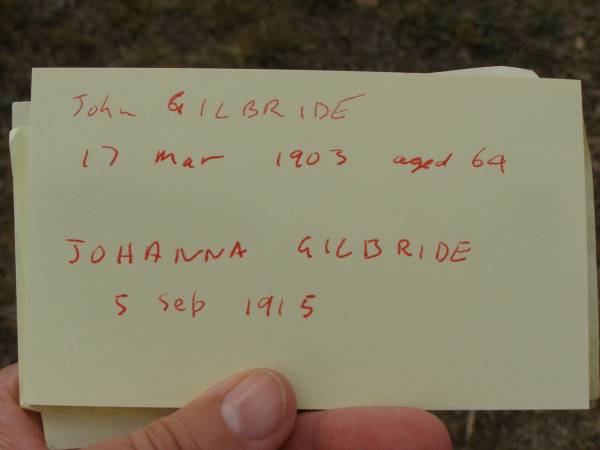 John GILBRIDE
17 Mar 1903 aged 64
JOHANNA GILBRIDE
5 Sep 1915